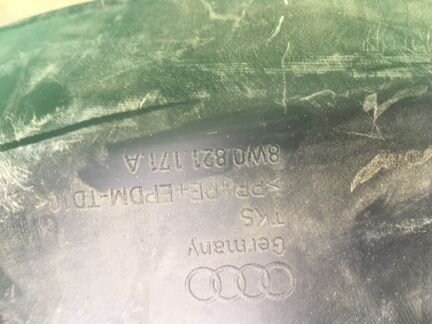 8W0.821.171.A
>PP+PE+EPDM-TD10
TKS
Germany